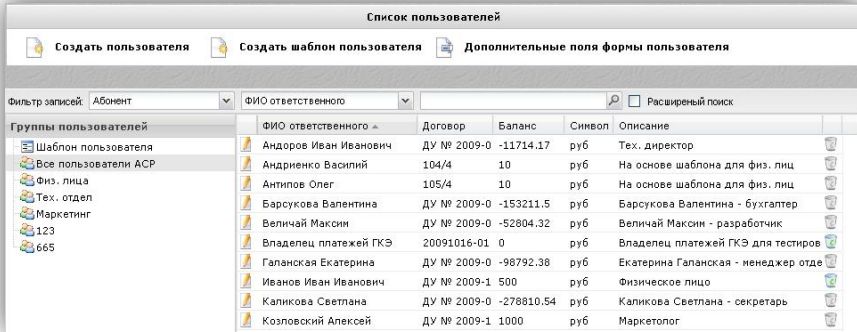 Список пользователей
Создать пользователя Создать шаблон пользователя Дополнительные поля формы пользователя
Фильтр записей: Абонент ФИО ответственного Расширеный поиск
Группы пользователей
Шаблон пользователя
Все пользователи ACP
Физ. лица
Тех. отдел
Маркетинг
123
665
ФИО ответственного Договор Баланс Символ Описание
Андоров Иван Иванович ДУ № 2009-0 -11714.17 руб Тех. директор
Андриенко Василий 104/4 10 руб На основе шаблона для физ. лиц
Антипов Олег 105/4 10 руб На основе шаблона для физ. лиц
Барсукова Валентина ДУ № 2009-0 -153211.5 руб Барсукова Валентина - бухгалтер
Величай Максим ДУ № 2009-0 -52804.32 руб Величай Максим - разработчик
Владелец платежей ГКЭ 20091016-01 0 руб Владелец платежей ГКЭ для тестиров
Галанская Екатерина ДУ № 2009-0 -98792.38 руб Екатерина Галанская - менеджер отде
Иванов Иван Иванович ДУ № 2009-1 500 руб Физическое лицо
Каликова Светлана ДУ № 2009-0 -278810.54 руб Каликова Светлана - секретарь
Козловский Алексей ДУ № 2009-1 1000 руб Маркетолог